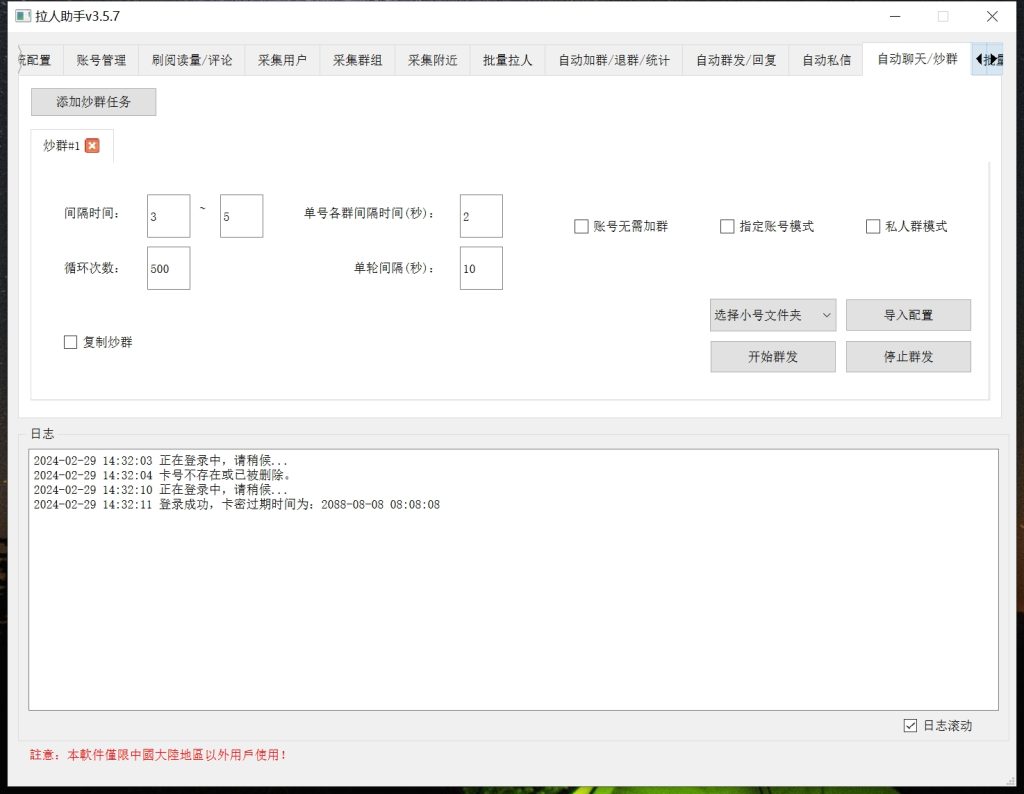 拉人助手v3.5.7
统配置 账号管理 刷阅读量/评论 采集用户 采集群组 采集附近 批量拉人 自动加群/退群/统计 自动群发/回复 自动私信 自动聊天/炒群 批量
添加炒群任务
炒群#1
间隔时间: 3 ~ 5 单号各群间隔时间(秒): 2 账号无需加群 指定账号模式 私人群模式
循环次数: 500 单轮间隔(秒): 10
选择小号文件夹 导入配置
复制炒群
开始群发 停止群发
日志
2024-02-29 14:32:03 正在登录中,请稍候...
2024-02-29 14:32:04 卡号不存在或已被删除。
2024-02-29 14:32:10 正在登录中,请稍候...
2024-02-29 14:32:11 登录成功,卡密过期时间为: 2088-08-08 08:08:08
日志滚动
註意: 本軟件僅限中國大陸地區以外用戶使用!